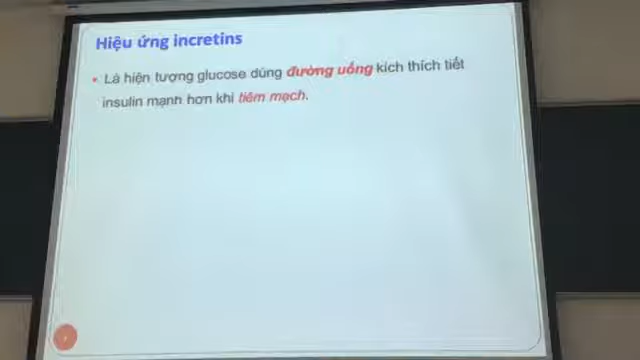 Hiệu ứng incretins
• Là hiện tượng glucose dùng đường uống kích thích tiết
insulin mạnh hơn khi tiêm mạch.